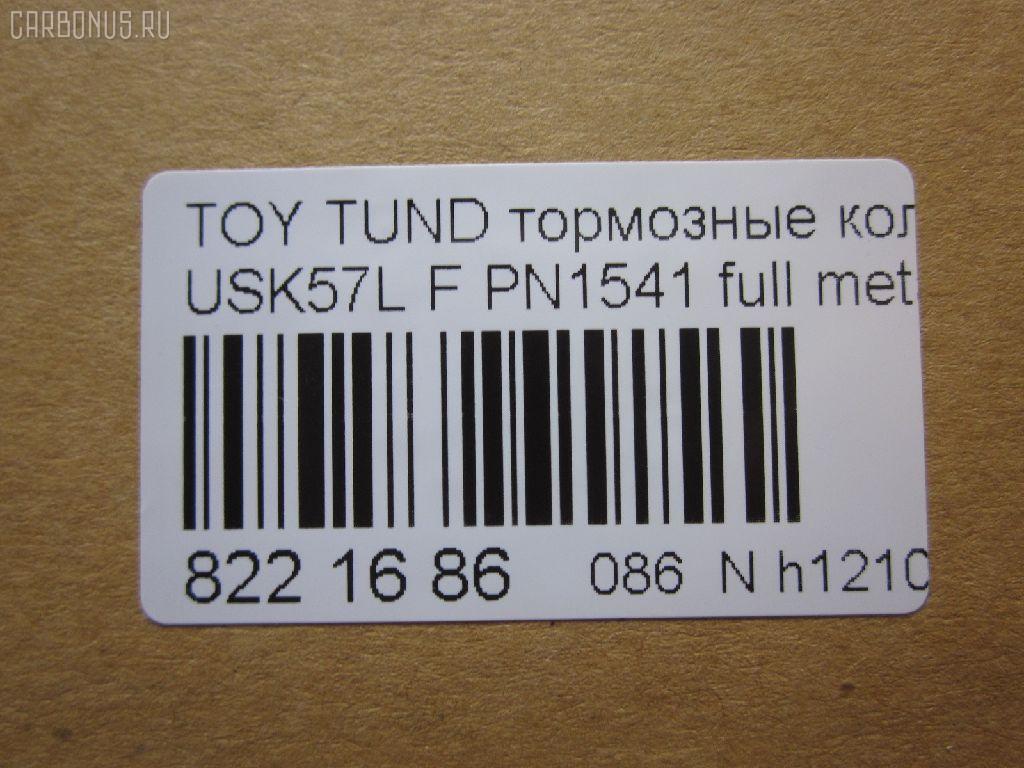 CARBONUS.RU
TOY TUND тормозные кол
USK57L F PN1541 full met
822 16 86 086 N h1210